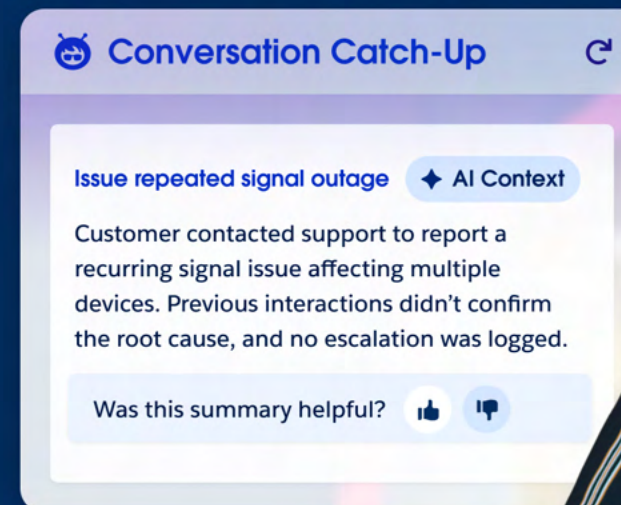 Conversation Catch-Up
Issue repeated signal outage
AI Context
Customer contacted support to report a
recurring signal issue affecting multiple
devices. Previous interactions didn’t confirm
the root cause, and no escalation was logged.
Was this summary helpful?